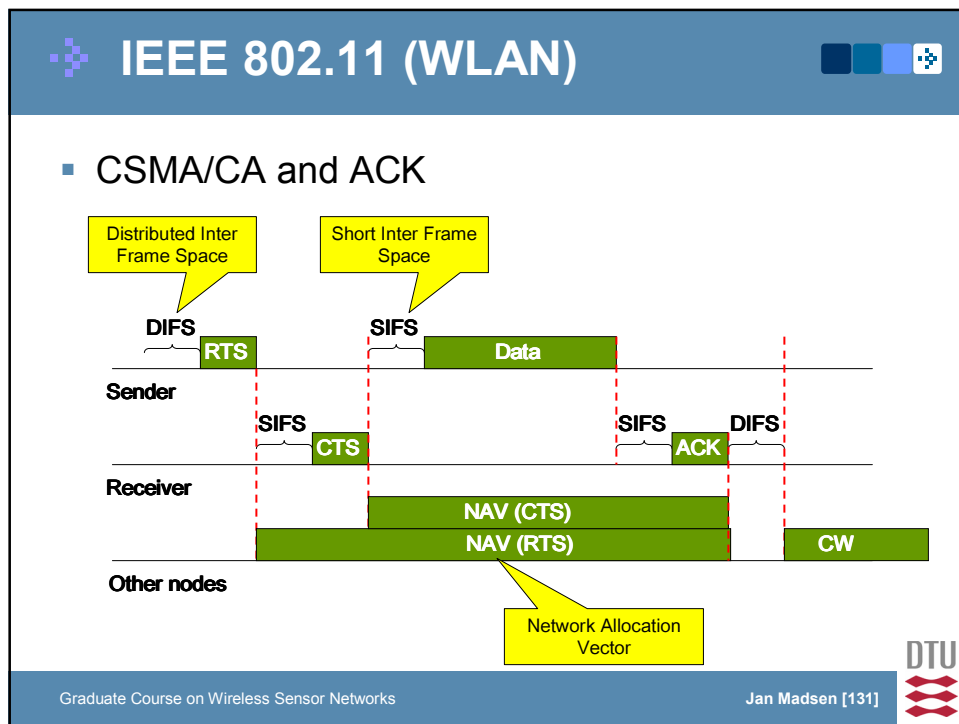 IEEE 802.11 (WLAN)
CSMA/CA and ACK
Distributed Inter
Frame Space
Short Inter Frame
Space
DIFS
RTS
SIFS
Data
Sender
SIFS
CTS
SIFS
ACK
DIFS
Receiver
NAV (CTS)
NAV (RTS)
CW
Other nodes
Network Allocation
Vector
DTU
Graduate Course on Wireless Sensor Networks
Jan Madsen [131]